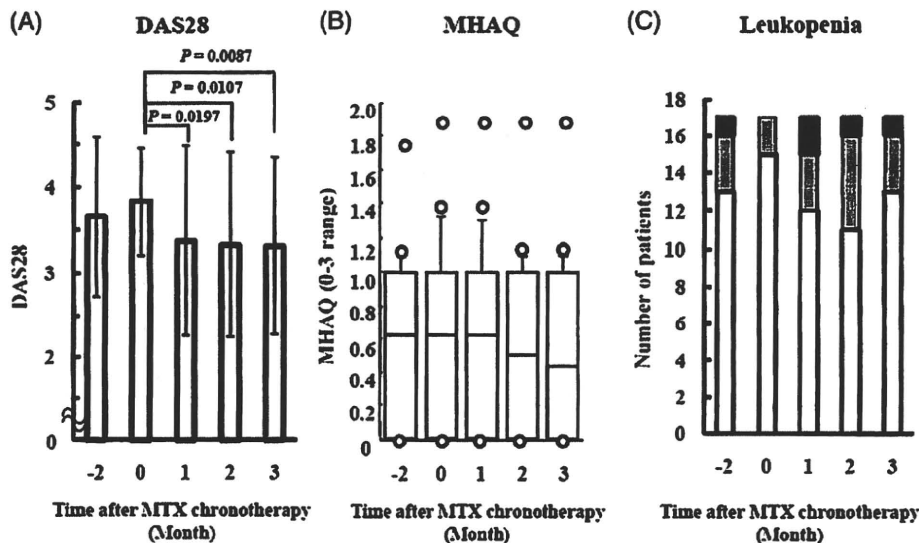 (A) DAS28
P = 0.0087
P = 0.0107
P = 0.0197
5
4
3
2
0
DAS28
-2 0 1 2 3
Time after MTX chronotherapy
(Month)
(B) MHAQ
2.0
1.8
1.6
1.4
1.2
1.0
0.8
0.6
0.4
0.2
0
MHAQ (0-3 range)
-2 0 1 2 3
Time after MTX chronotherapy
(Month)
(C) Leukopenia
18
16
14
12
10
8
6
4
2
0
Number of patients
-2 0 1 2 3
Time after MTX chronotherapy
(Month)